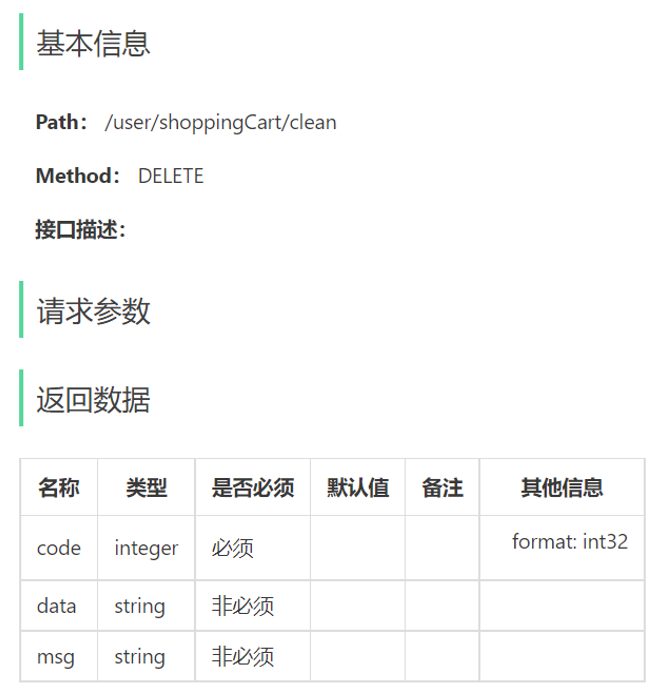 基本信息
Path： /user/shoppingCart/clean
Method： DELETE
接口描述：
请求参数
返回数据
名称 类型 是否必须 默认值 备注 其他信息
code integer 必须 format: int32
data string 非必须
msg string 非必须